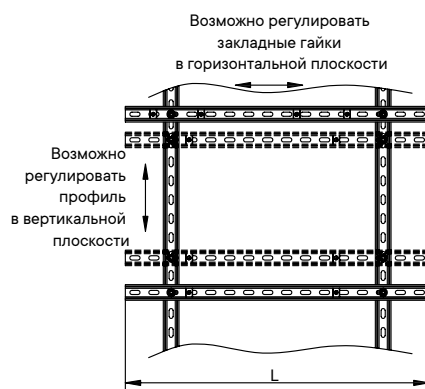 Возможно регулировать
закладные гайки
в горизонтальной плоскости
Возможно
регулировать
профиль
в вертикальной
плоскости
L